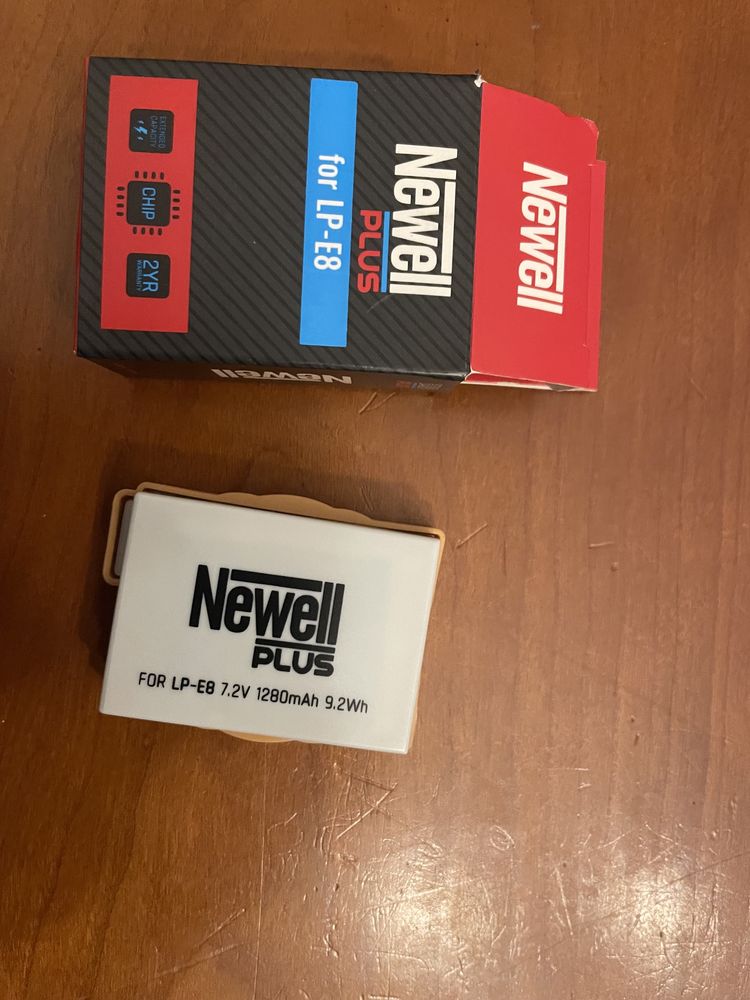 Newell
Newell
PLUS
for LP-E8
EXTENDED
CAPACITY
CHIP
2YR
WARRANTY
Newell
Newell
PLUS
FOR LP-E8 7.2V 1280mAh 9.2Wh